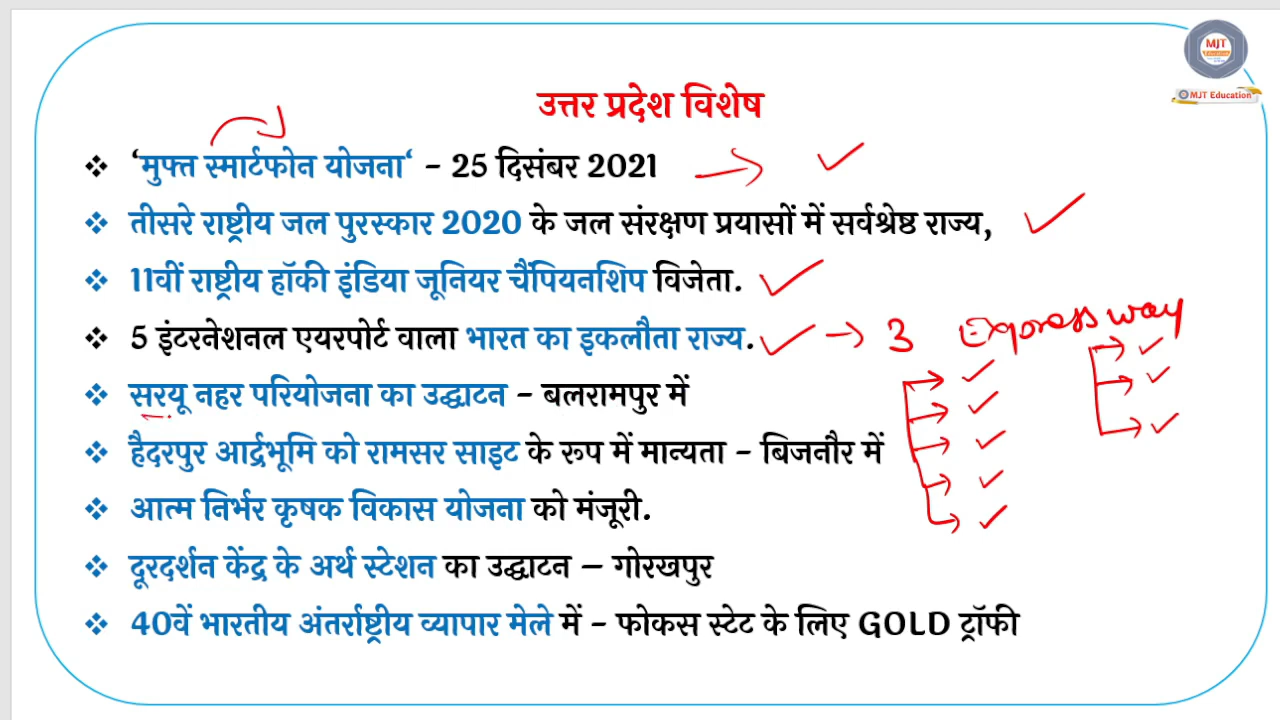 MJT
Education
MJT Education
उत्तर प्रदेश विशेष
❖ ‘मुफ्त स्मार्टफोन योजना‘ – 25 दिसंबर 2021
❖ तीसरे राष्ट्रीय जल पुरस्कार 2020 के जल संरक्षण प्रयासों में सर्वश्रेष्ठ राज्य,
❖ 11वीं राष्ट्रीय हॉकी इंडिया जूनियर चैंपियनशिप विजेता.
❖ 5 इंटरनेशनल एयरपोर्ट वाला भारत का इकलौता राज्य. → 3 Expressway
❖ सरयू नहर परियोजना का उद्घाटन – बलरामपुर में
❖ हैदरपुर आर्द्रभूमि को रामसर साइट के रूप में मान्यता – बिजनौर में
❖ आत्म निर्भर कृषक विकास योजना को मंजूरी.
❖ दूरदर्शन केंद्र के अर्थ स्टेशन का उद्घाटन – गोरखपुर
❖ 40वें भारतीय अंतर्राष्ट्रीय व्यापार मेले में – फोकस स्टेट के लिए GOLD ट्रॉफी